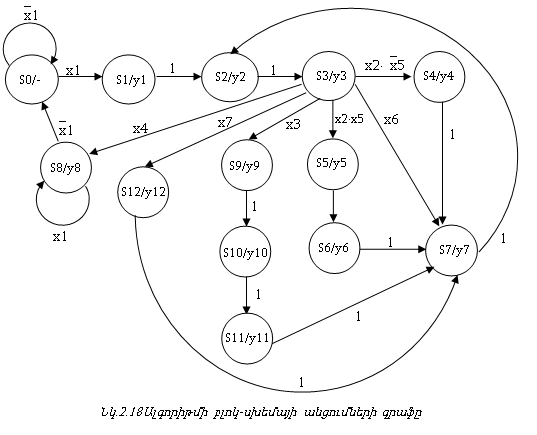 x̅1
S0/-
x1
S1/y1
1
S2/y2
1
S3/y3
x2· x̅5
S4/y4
x4
x7
x3
x2·x5
x6
1
x̅1
S8/y8
x1
S12/y12
S9/y9
S5/y5
1
S10/y10
S6/y6
1
S7/y7
1
1
S11/y11
1
1
Նկ.2.18Ալգորիթմի բլոկ-սխեմայի անցումների գրաֆը